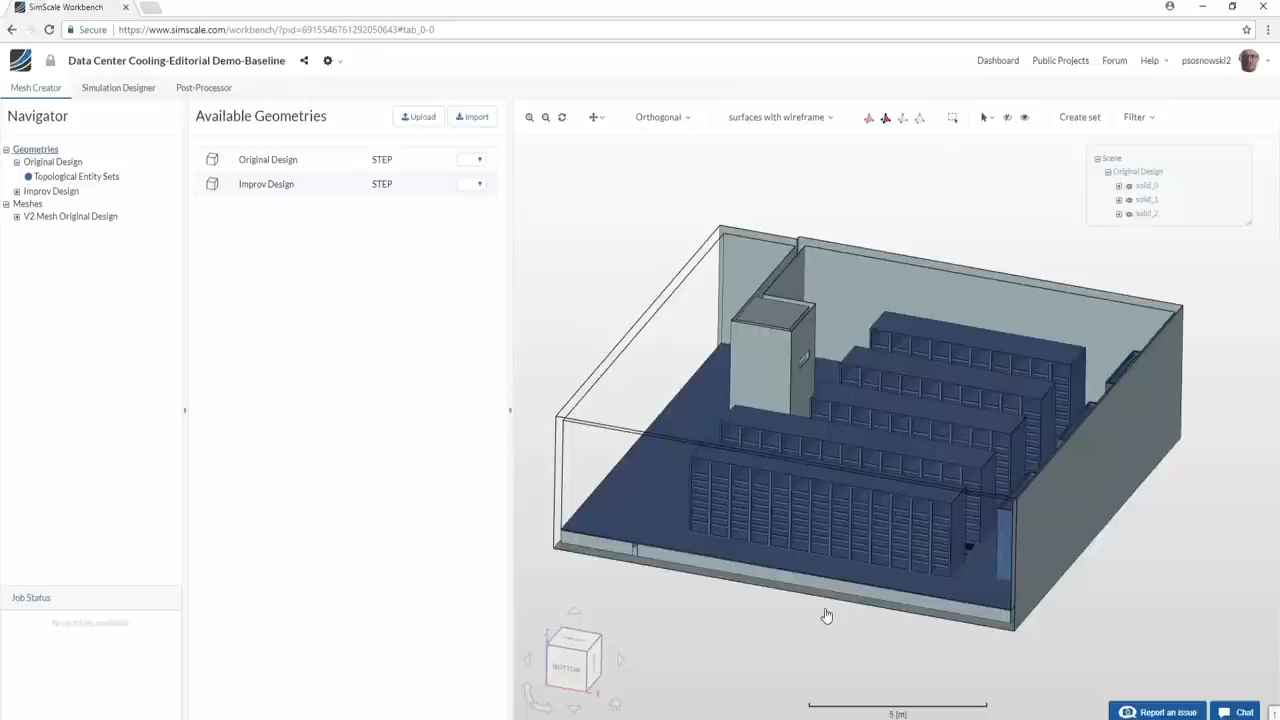 SimScale Workbench
Secure https://www.simscale.com/workbench/?pid=6915546761292050643#tab_0-0
Data Center Cooling-Editorial Demo-Baseline
Dashboard Public Projects Forum Help psosnowski2
Mesh Creator Simulation Designer Post-Processor
Navigator
Geometries
Original Design
Topological Entity Sets
Improv Design
Meshes
V2 Mesh Original Design
Available Geometries
Upload Import
Original Design STEP
Improv Design STEP
Orthogonal surfaces with wireframe Create set Filter
Scene
Original Design
solid_0
solid_1
solid_2
Job Status
No entities available
BOTTOM
5 [m]
Report an issue Chat